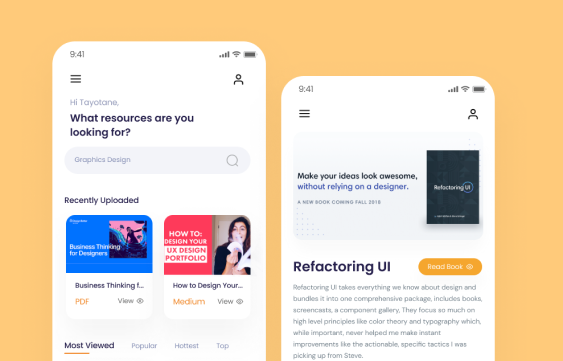 9:41
Hi Tayotane,
What resources are you
looking for?
Graphics Design
Recently Uploaded
Business Thinking
for Designers
Business Thinking f...
PDF
View
HOW TO:
DESIGN YOUR
UX DESIGN
PORTFOLIO
How to Design Your...
Medium
View
Most Viewed
Popular
Hottest
Top
9:41
Make your ideas look awesome,
without relying on a designer.
A NEW BOOK COMING FALL 2018
Refactoring UI
Refactoring UI
Read Book
Refactoring UI takes everything we know about design and
bundles it into one comprehensive package, includes books,
screencasts, a component gallery. They focus so much on
high level principles like color theory and typography which,
while important, never helped me make instant
improvements like the actionable, specific tactics I was
picking up from Steve.